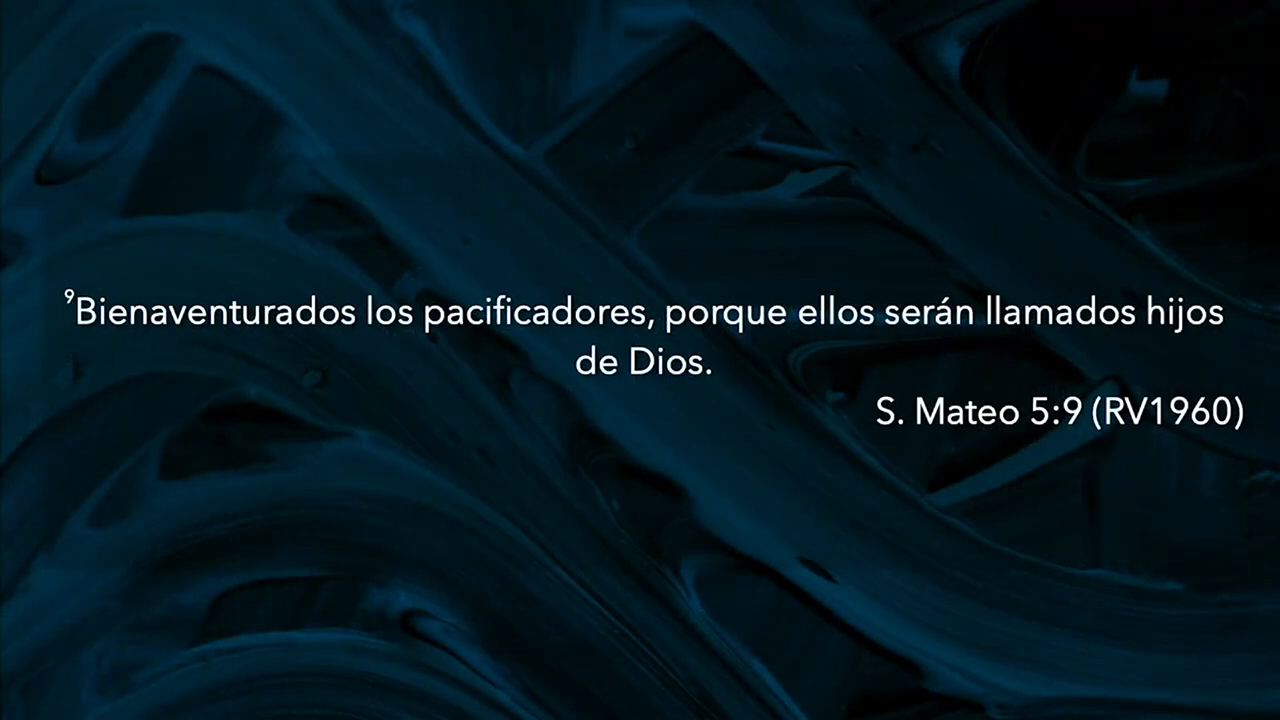 ⁹Bienaventurados los pacificadores, porque ellos serán llamados hijos
de Dios.
S. Mateo 5:9 (RV1960)